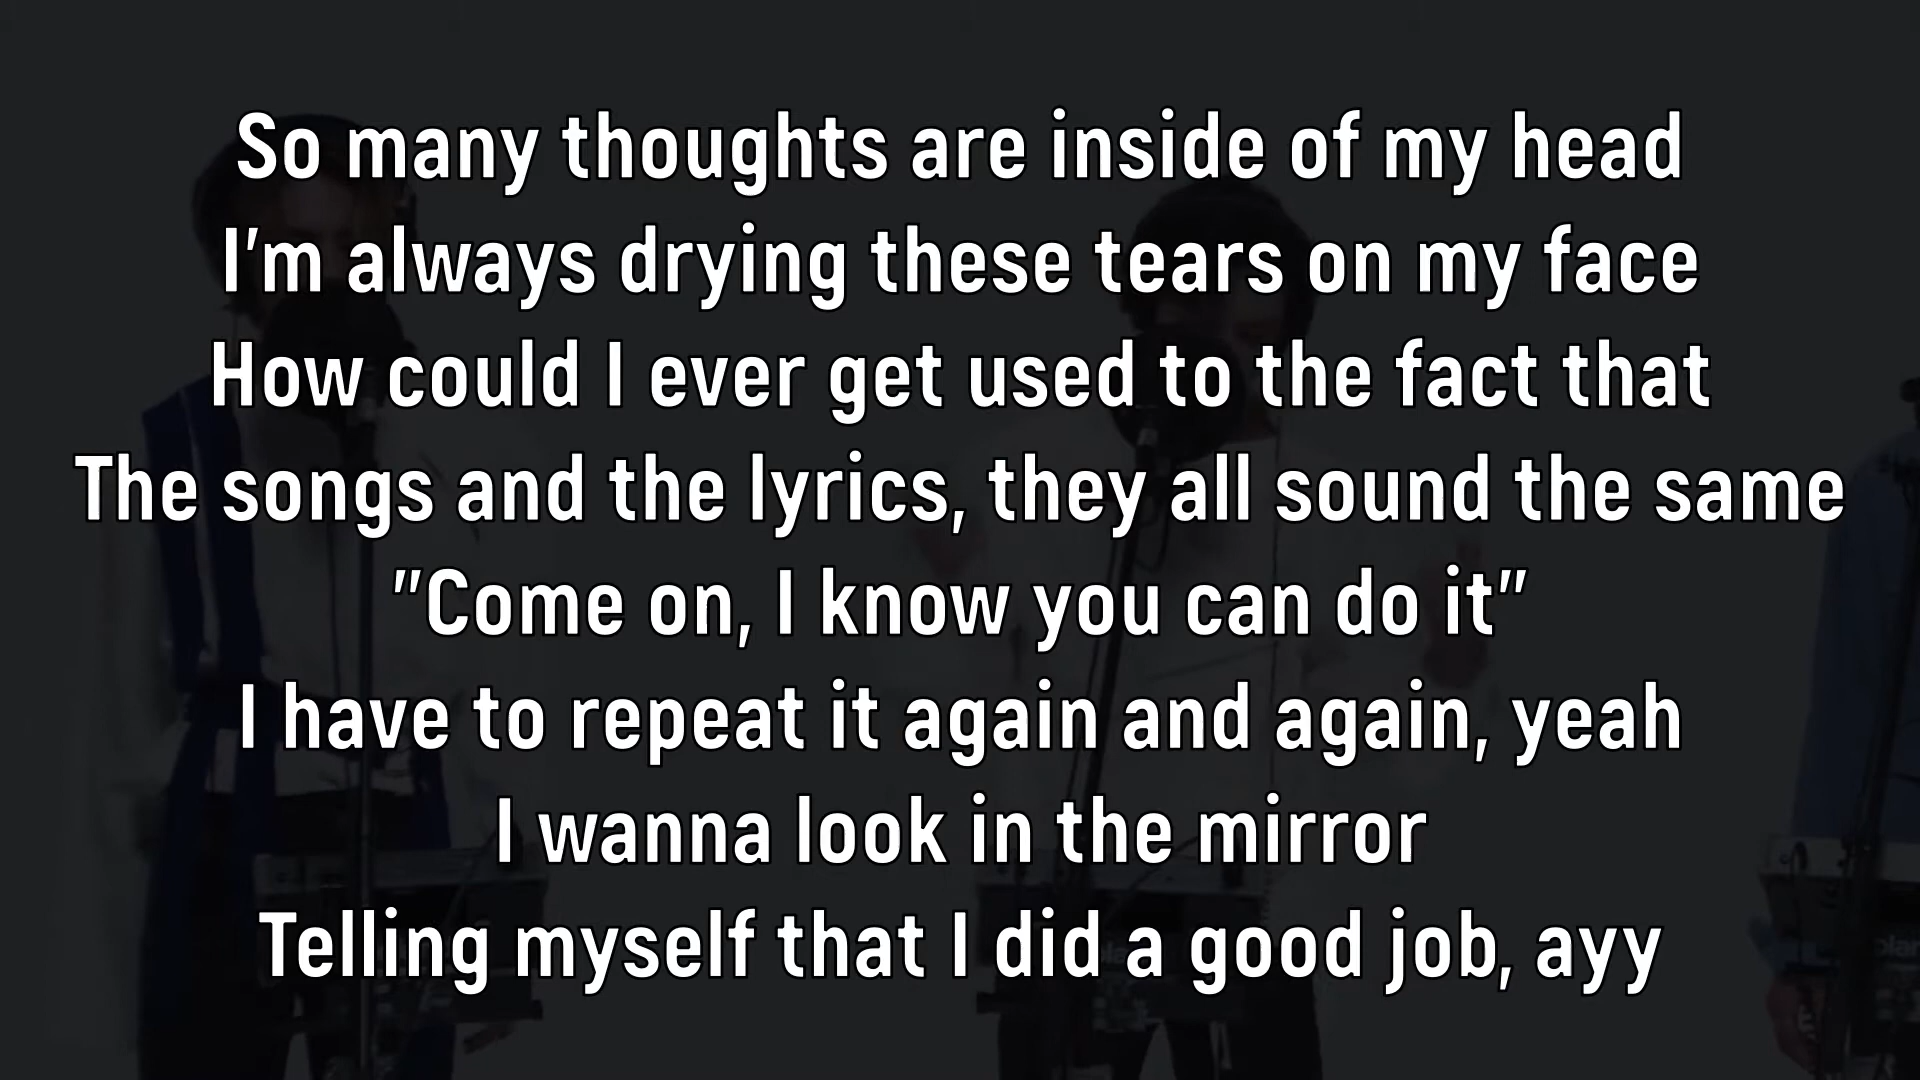 So many thoughts are inside of my head
I'm always drying these tears on my face
How could I ever get used to the fact that
The songs and the lyrics, they all sound the same
"Come on, I know you can do it"
I have to repeat it again and again, yeah
I wanna look in the mirror
Telling myself that I did a good job, ayy